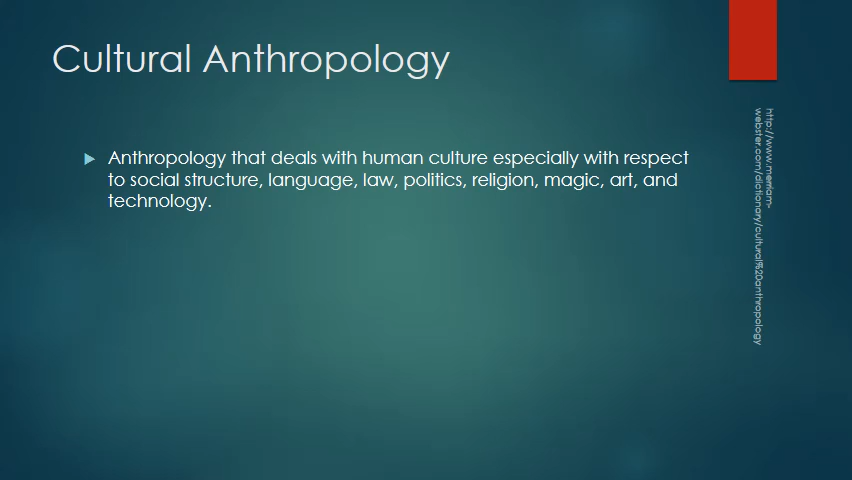 Cultural Anthropology
Anthropology that deals with human culture especially with respect
to social structure, language, law, politics, religion, magic, art, and
technology.
http://www.merriam-
webster.com/dictionary/cultural%20anthropology